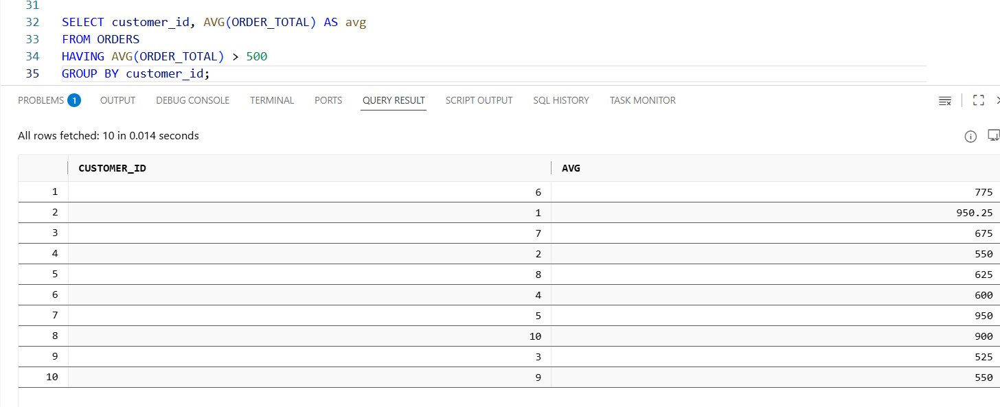 31
32 SELECT customer_id, AVG(ORDER_TOTAL) AS avg
33 FROM ORDERS
34 HAVING AVG(ORDER_TOTAL) > 500
35 GROUP BY customer_id;
PROBLEMS 1 OUTPUT DEBUG CONSOLE TERMINAL PORTS QUERY RESULT SCRIPT OUTPUT SQL HISTORY TASK MONITOR
All rows fetched: 10 in 0.014 seconds
CUSTOMER_ID AVG
1 6 775
2 1 950.25
3 7 675
4 2 550
5 8 625
6 4 600
7 5 950
8 10 900
9 3 525
10 9 550